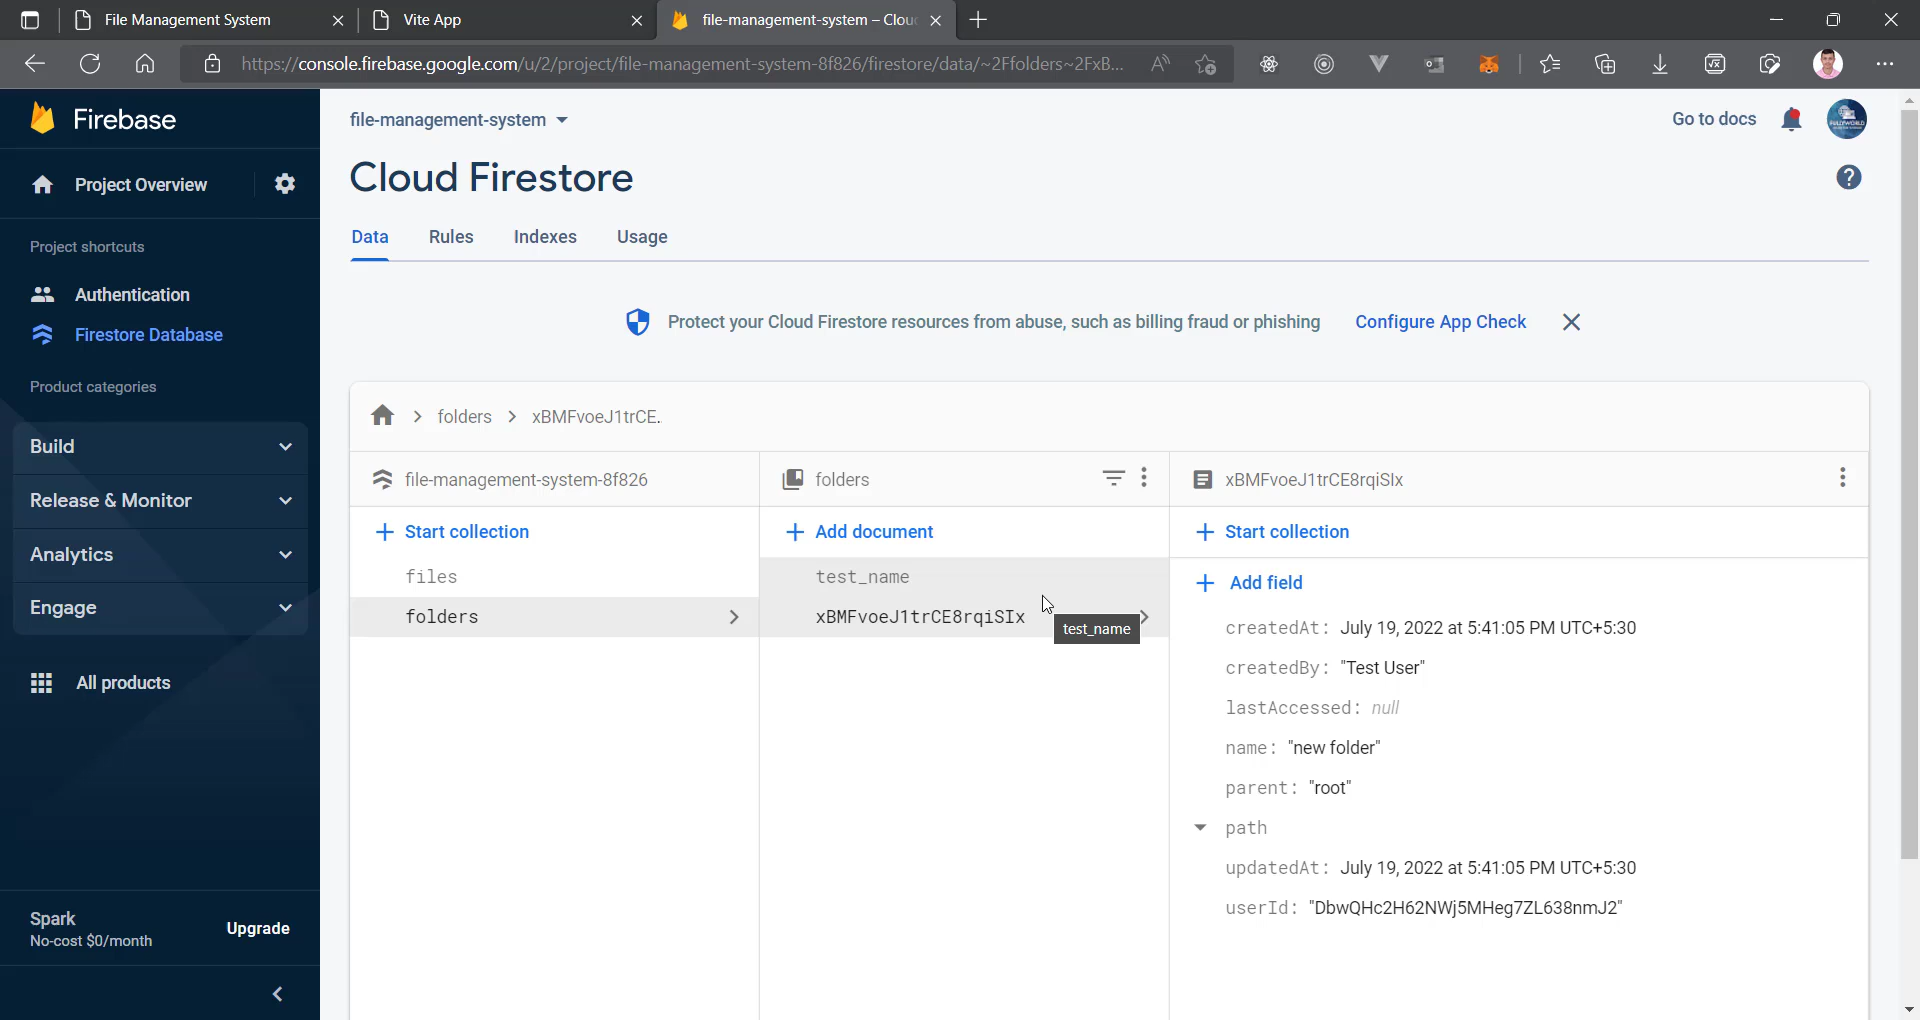 File Management System
Vite App
file-management-system – Clou
https://console.firebase.google.com/u/2/project/file-management-system-8f826/firestore/data/~2Ffolders~2FxB...
Firebase
file-management-system
Go to docs
Project Overview
Cloud Firestore
Data Rules Indexes Usage
Project shortcuts
Authentication
Firestore Database
Protect your Cloud Firestore resources from abuse, such as billing fraud or phishing Configure App Check
Product categories
Build
Release & Monitor
Analytics
Engage
All products
Spark
No-cost $0/month
Upgrade
folders > xBMFvoeJ1trCE.
file-management-system-8f826
Start collection
files
folders
folders
Add document
test_name
xBMFvoeJ1trCE8rqiSIx
test_name
xBMFvoeJ1trCE8rqiSIx
Start collection
Add field
createdAt: July 19, 2022 at 5:41:05 PM UTC+5:30
createdBy: "Test User"
lastAccessed: null
name: "new folder"
parent: "root"
path
updatedAt: July 19, 2022 at 5:41:05 PM UTC+5:30
userId: "DbwQHc2H62NWj5MHeg7ZL638nmJ2"